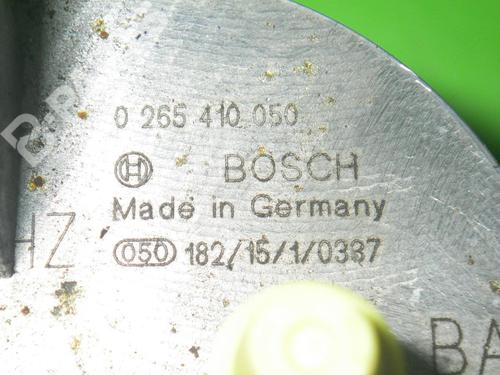 0 265 410 050
BOSCH
Made in Germany
HZ
050 182/15/1/0387
BA